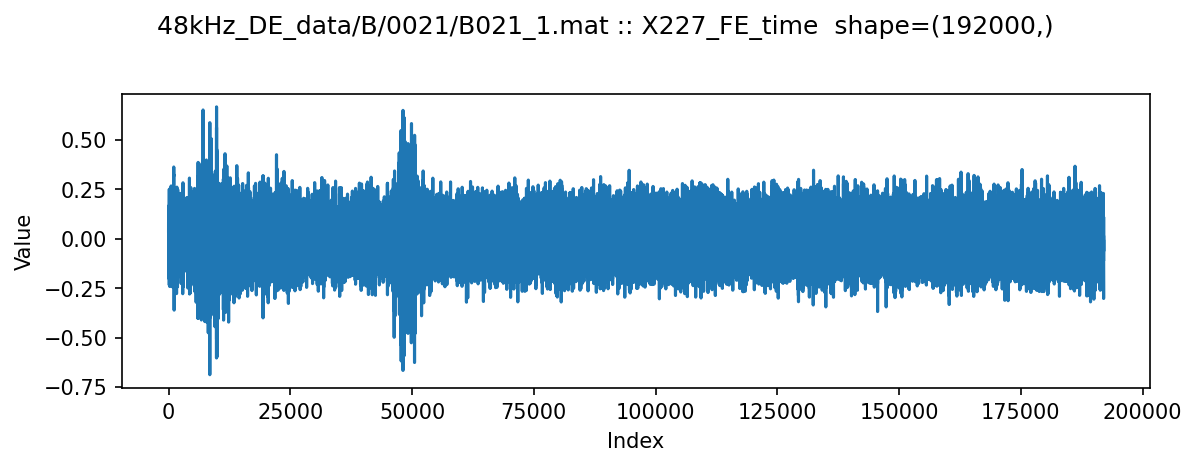 48kHz_DE_data/B/0021/B021_1.mat :: X227_FE_time  shape=(192000,)
0.50
0.25
0.00
−0.25
−0.50
−0.75
Value
0 25000 50000 75000 100000 125000 150000 175000 200000
Index